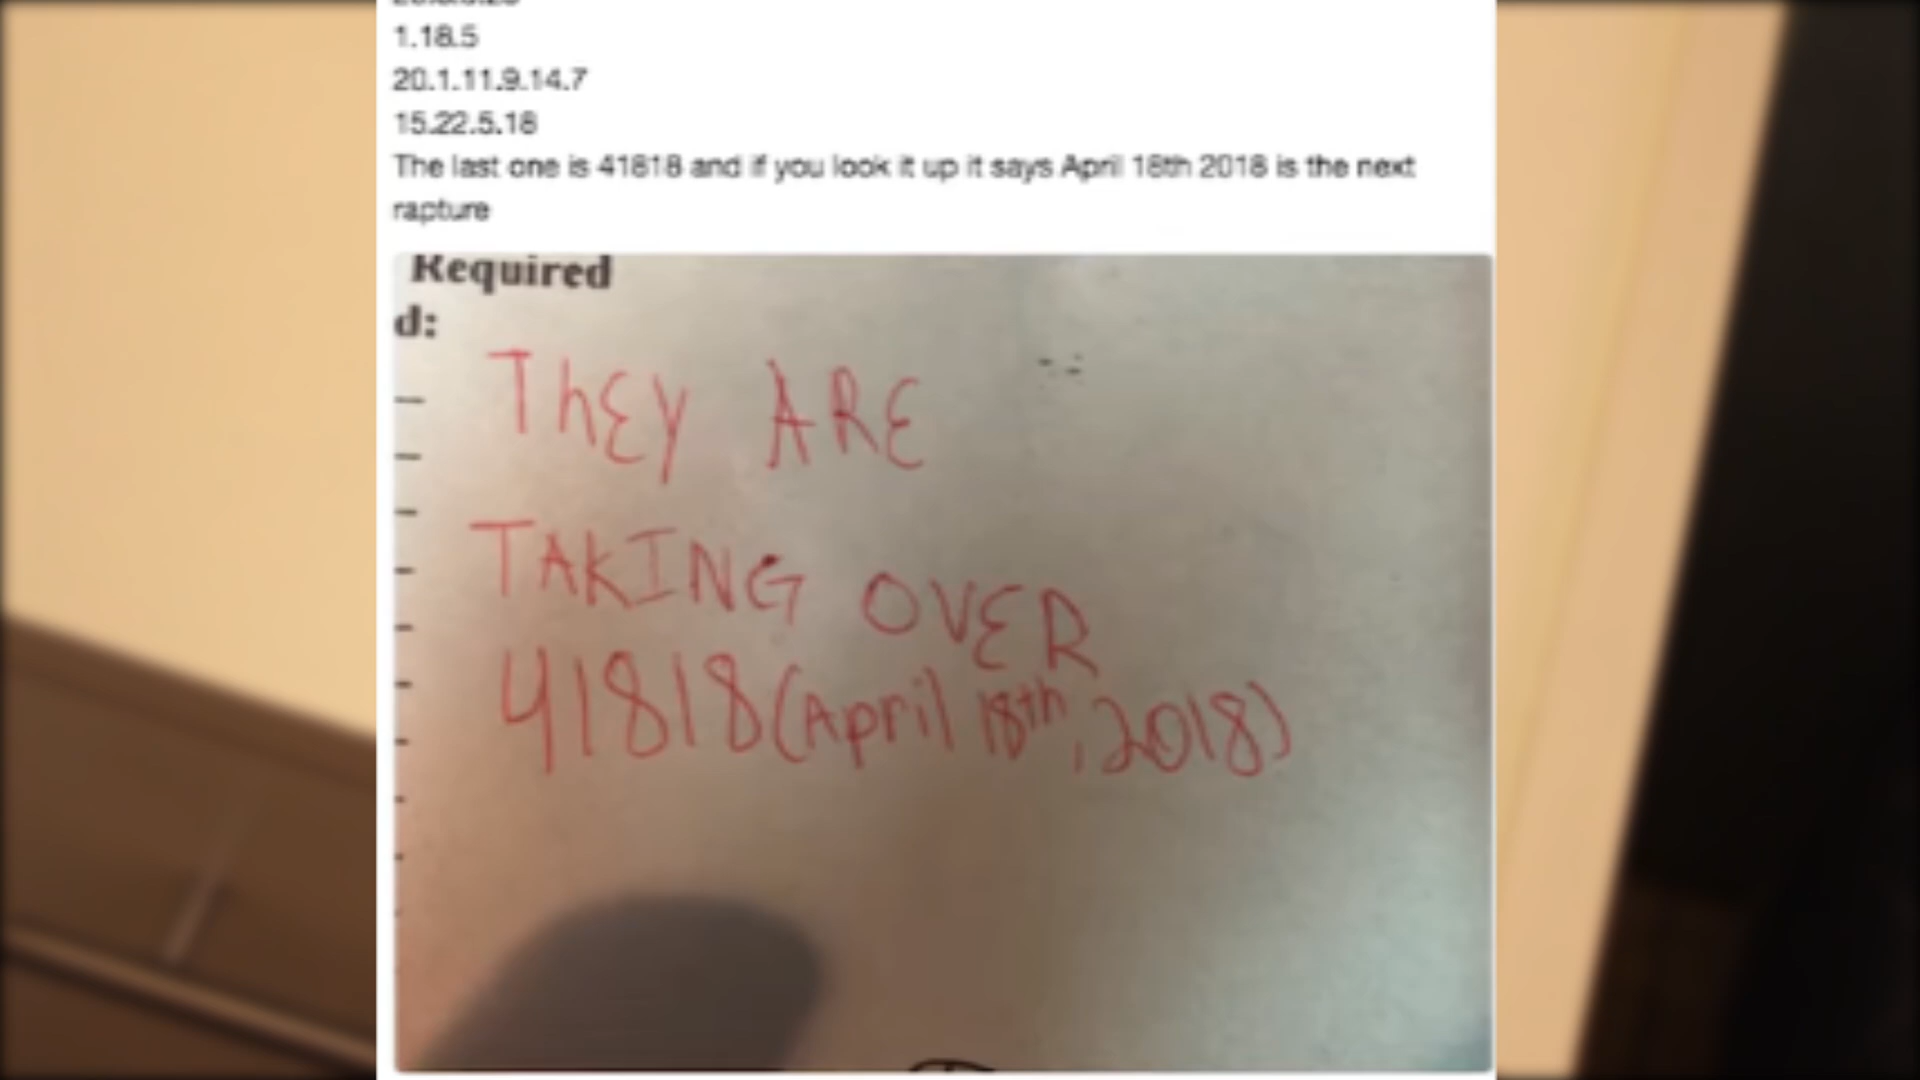 1.18.5
20.1.11.9.14.7
15.22.5.18
The last one is 41818 and if you look it up it says April 18th 2018 is the next
rapture
Required
d:
ThEY ARE
TAKING OVER
41818(April 18th, 2018)